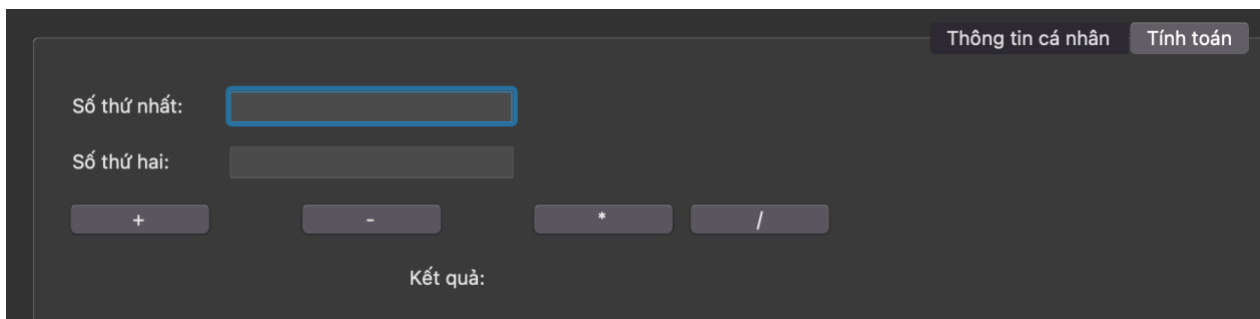 Thông tin cá nhân Tính toán
Số thứ nhất:
Số thứ hai:
+ - * /
Kết quả: